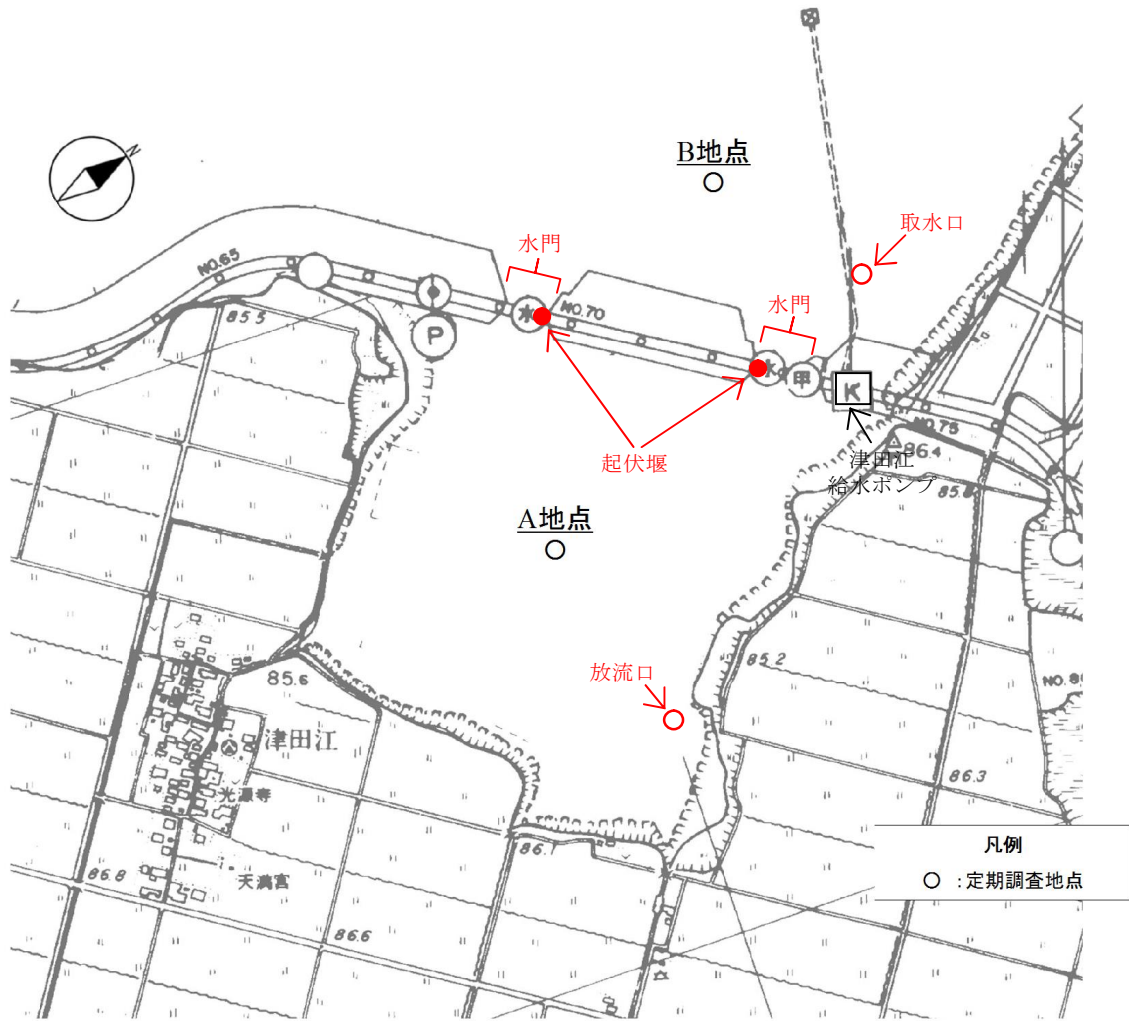 N
B地点
取水口
水門
NO.65
NO.70
水門
85.5
P
水
水
甲
K
NO.75
86.4
起伏堰
津田江
給水ポンプ
A地点
85.2
85.6
放流口
津田江
86.3
86.1
凡例
86.8
天満宮
○ :定期調査地点
86.6